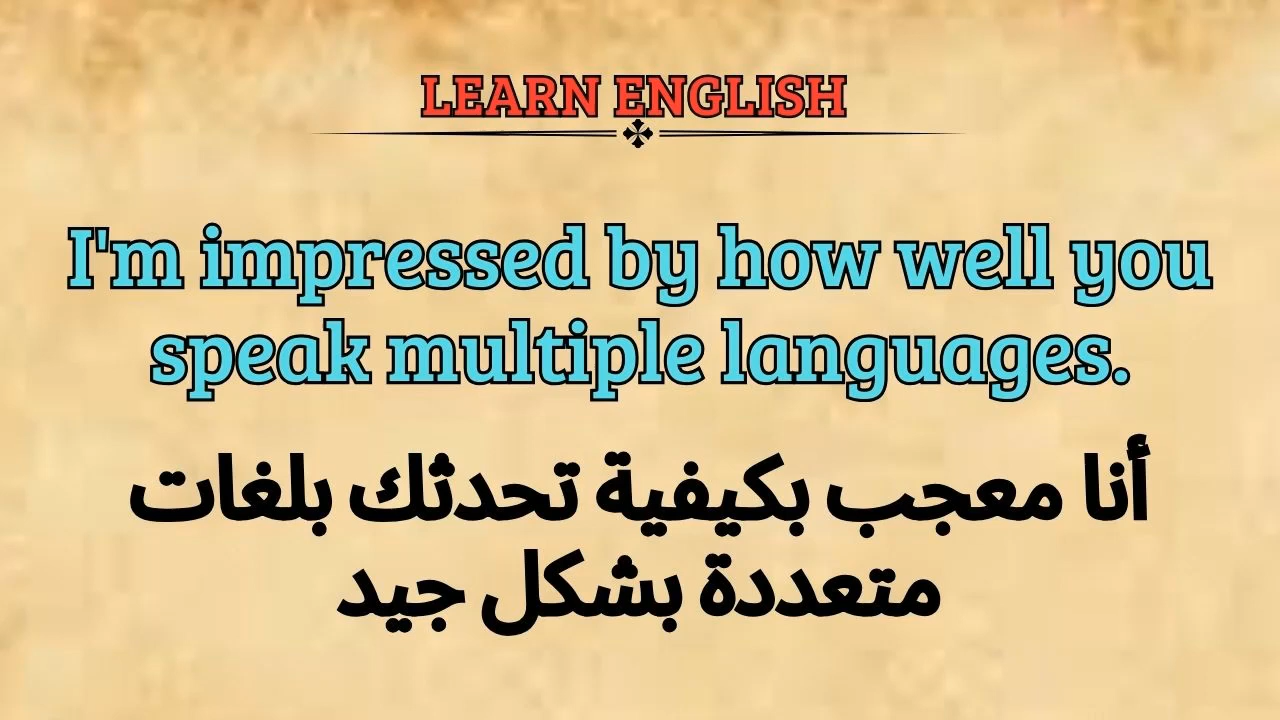 LEARN ENGLISH
I'm impressed by how well you
speak multiple languages.
أنا معجب بكيفية تحدثك بلغات
متعددة بشكل جيد